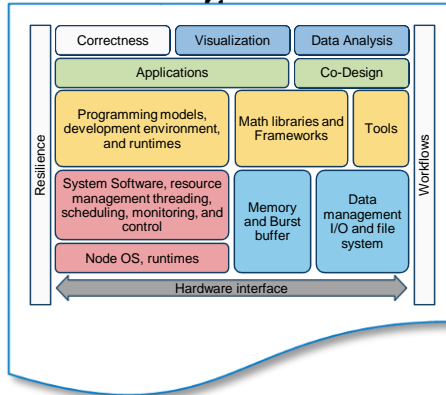 Correctness
Visualization
Data Analysis
Applications
Co-Design
Programming models,
development environment,
and runtimes
Math libraries and
Frameworks
Tools
Resilience
Workflows
System Software, resource
management threading,
scheduling, monitoring, and
control
Memory
and Burst
buffer
Data
management
I/O and file
system
Node OS, runtimes
Hardware interface